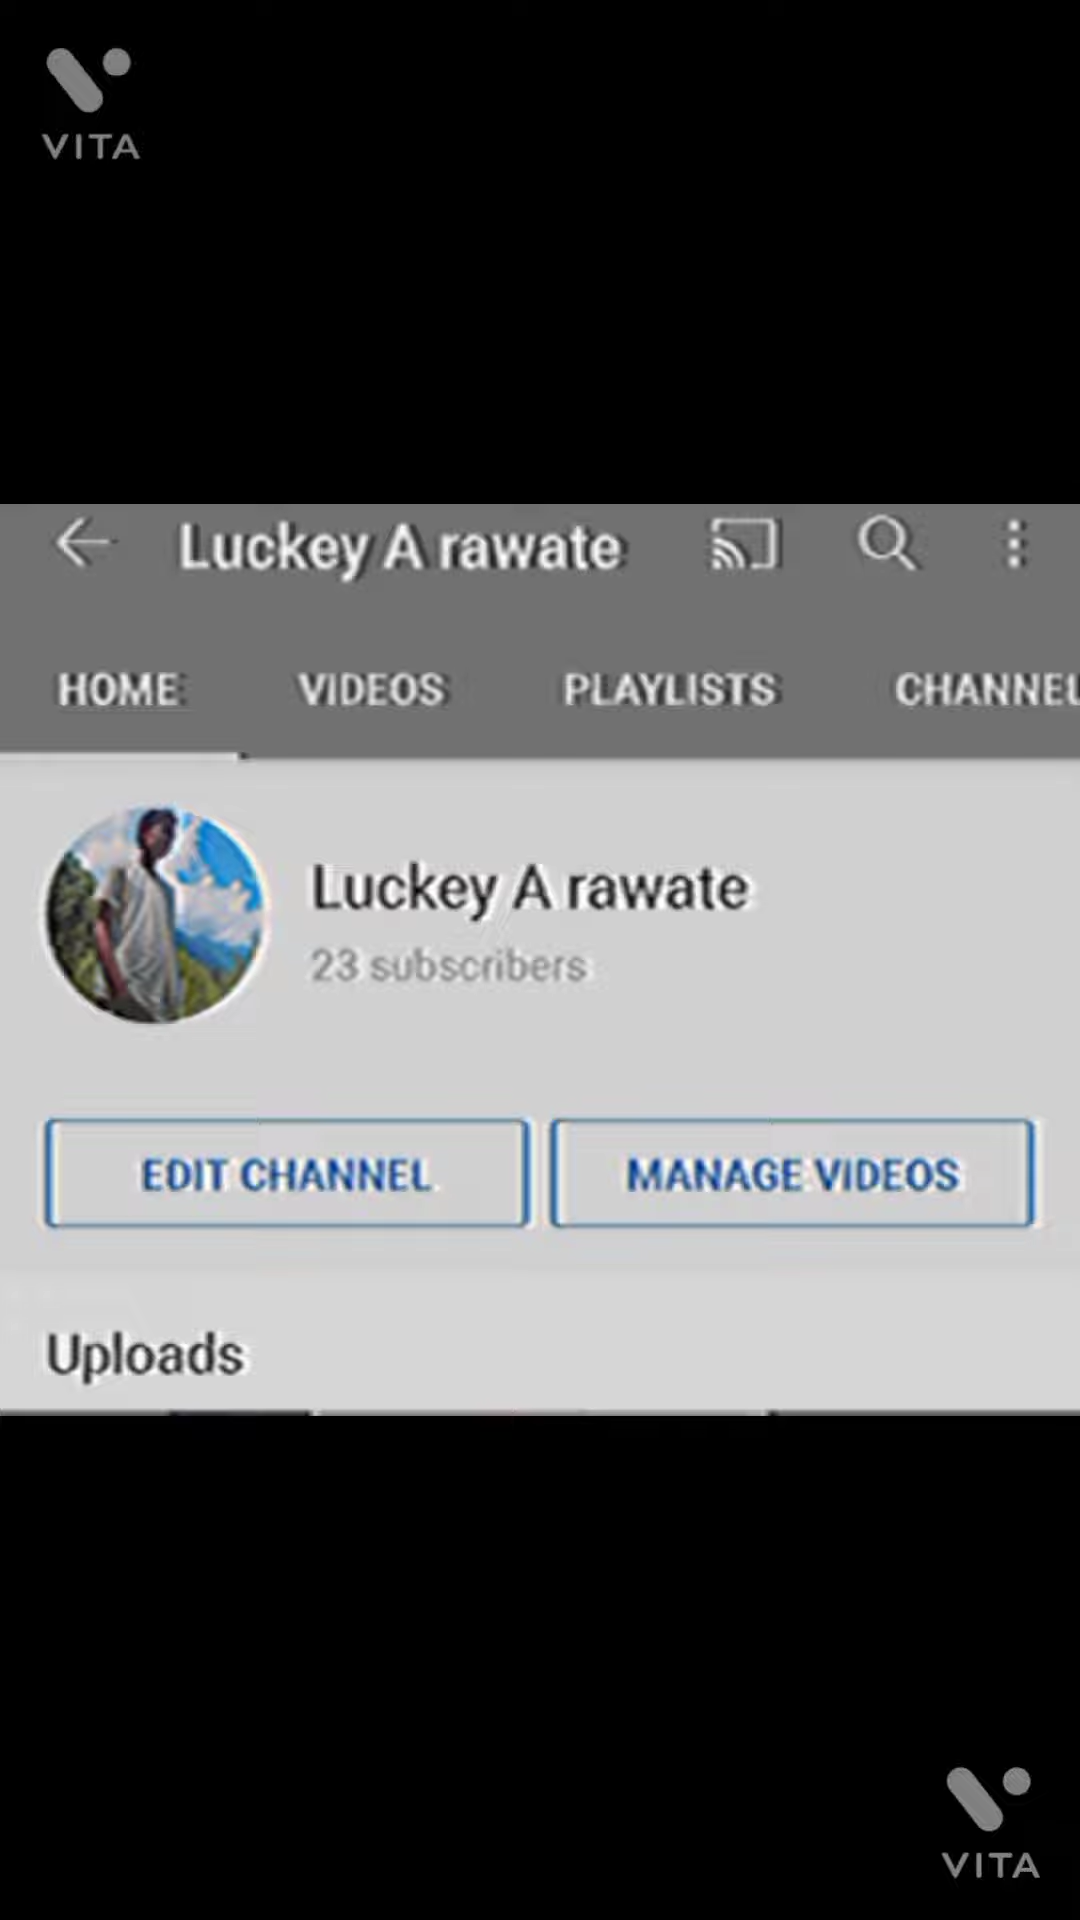 VITA
Luckey A rawate
HOME VIDEOS PLAYLISTS CHANNEL
Luckey A rawate
23 subscribers
EDIT CHANNEL MANAGE VIDEOS
Uploads
VITA